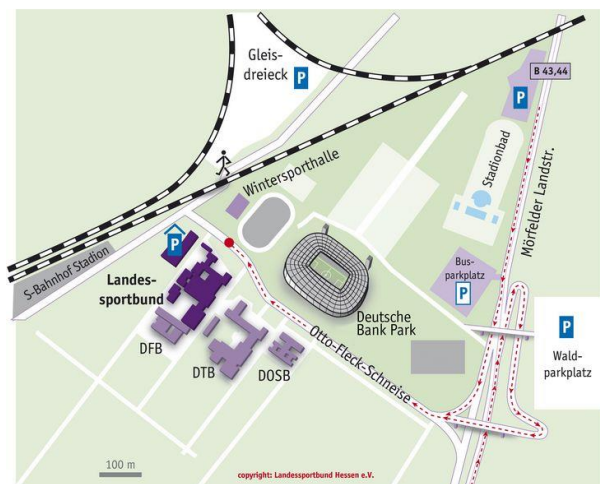 Gleis-
dreieck
P
B 43,44
P
Wintersporthalle
Stadionbad
Mörfelder Landstr.
P
S-Bahnhof Stadion
Landes-
sportbund
Bus-
parkplatz
P
Deutsche
Bank Park
P
Wald-
parkplatz
DFB
DTB
DOSB
Otto-Fleck-Schneise
100 m
copyright: Landessportbund Hessen e.V.